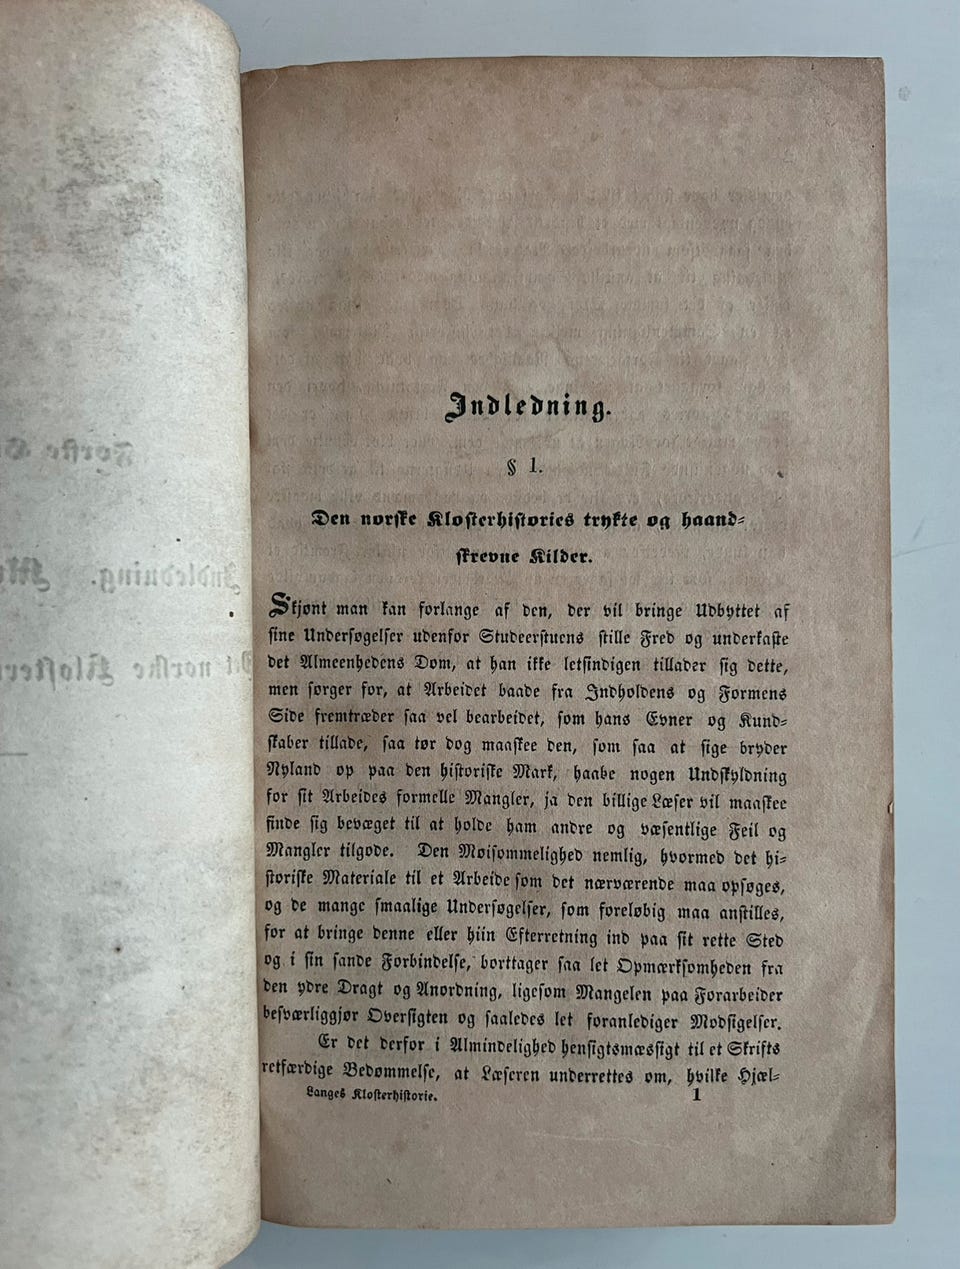 Indledning.
§ 1.
Den norske Klosterhistories trykte og haand-
skrevne Kilder.
Skjønt man kan forlange af den, der vil bringe Udbyttet af
sine Undersøgelser udenfor Studeerstuens stille Fred og underkaste
det Almeenhedens Dom, at han ikke letsindigen tillader sig dette,
men sørger for, at Arbeidet baade fra Indholdens og Formens
Side fremtræder saa vel bearbeidet, som hans Evner og Kund-
skaber tillade, saa tør dog maaskee den, som saa at sige bryder
Nyland op paa den historiske Mark, haabe nogen Undskyldning
for sit Arbeides formelle Mangler, ja den billige Læser vil maaskee
finde sig bevæget til at holde ham andre og væsentlige Feil og
Mangler tilgode. Den Møisommelighed nemlig, hvormed det hi-
storiske Materiale til et Arbeide som det nærværende maa opsøges,
og de mange smaalige Undersøgelser, som foreløbig maa anstilles,
for at bringe denne eller hiin Efterretning ind paa sit rette Sted
og i sin sande Forbindelse, borttager saa let Opmærksomheden fra
den ydre Dragt og Anordning, ligesom Mangelen paa Forarbeider
besværliggjør Oversigten og saaledes let foranlediger Modsigelser.
Er det derfor i Almindelighed hensigtsmæssigt til et Skrifts
retfærdige Bedømmelse, at Læseren underrettes om, hvilke Hjæl-
Langes Klosterhistorie. 1